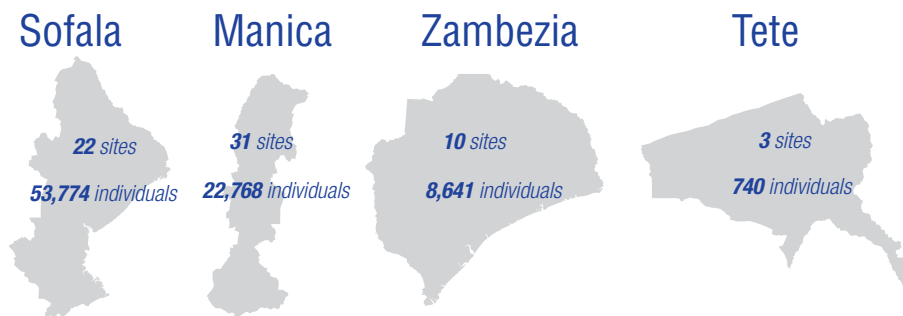 Sofala
22 sites
53,774 individuals
Manica
31 sites
22,768 individuals
Zambezia
10 sites
8,641 individuals
Tete
3 sites
740 individuals